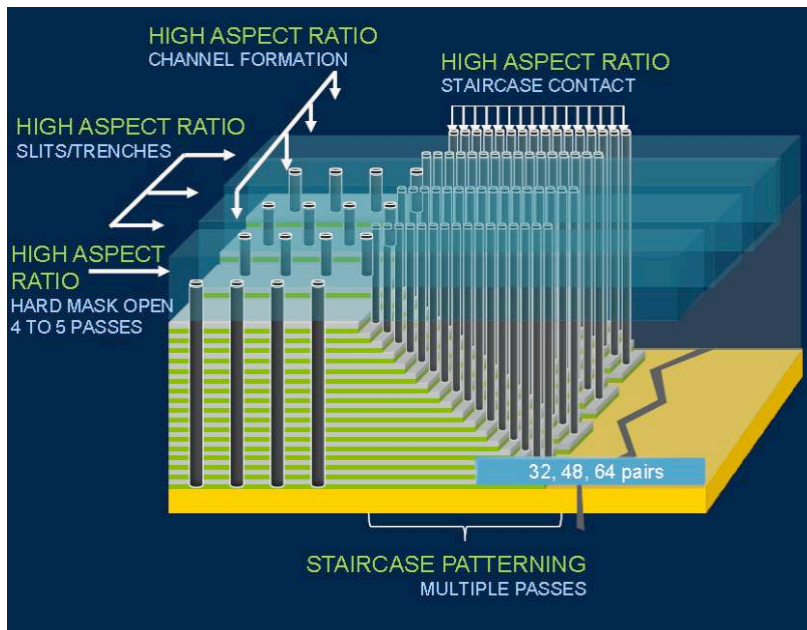 HIGH ASPECT RATIO
CHANNEL FORMATION
HIGH ASPECT RATIO
STAIRCASE CONTACT
HIGH ASPECT RATIO
SLITS/TRENCHES
HIGH ASPECT
RATIO
HARD MASK OPEN
4 TO 5 PASSES
32, 48, 64 pairs
STAIRCASE PATTERNING
MULTIPLE PASSES